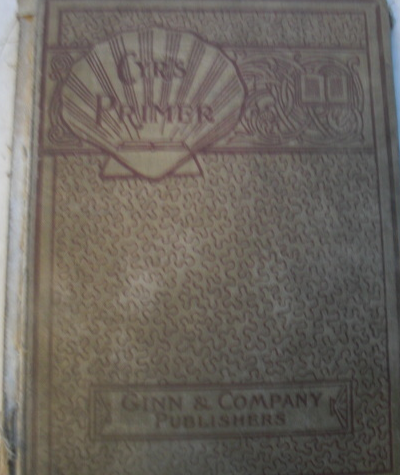 CYR'S
PRIMER
GINN & COMPANY
PUBLISHERS